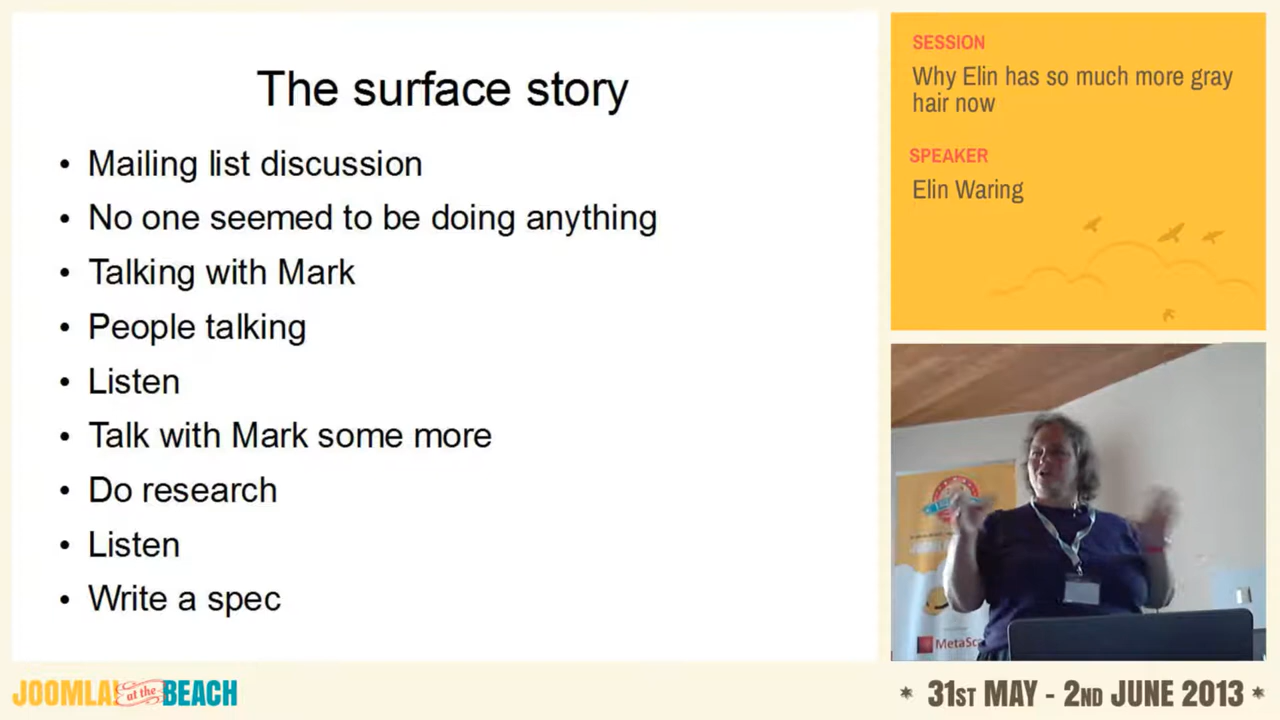 The surface story
• Mailing list discussion
• No one seemed to be doing anything
• Talking with Mark
• People talking
• Listen
• Talk with Mark some more
• Do research
• Listen
• Write a spec
SESSION
Why Elin has so much more gray
hair now
SPEAKER
Elin Waring
JOOMLA! at the BEACH
* 31ST MAY - 2ND JUNE 2013 *